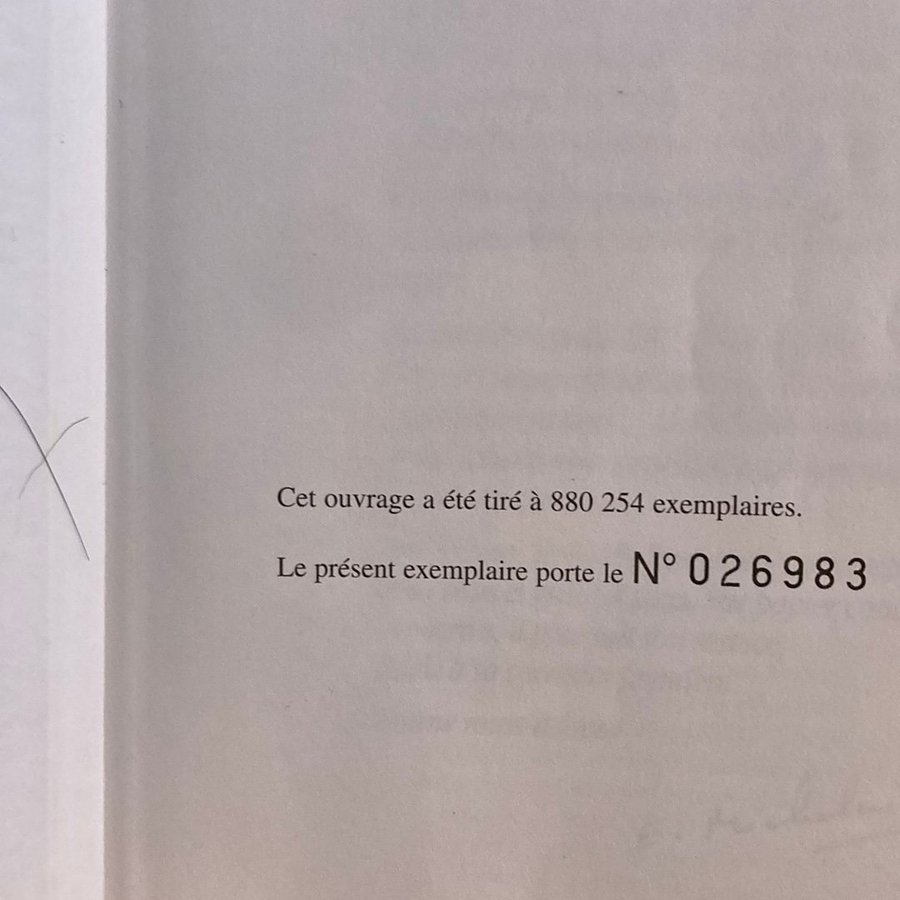 Cet ouvrage a été tiré à 880 254 exemplaires.
Le présent exemplaire porte le N° 026983